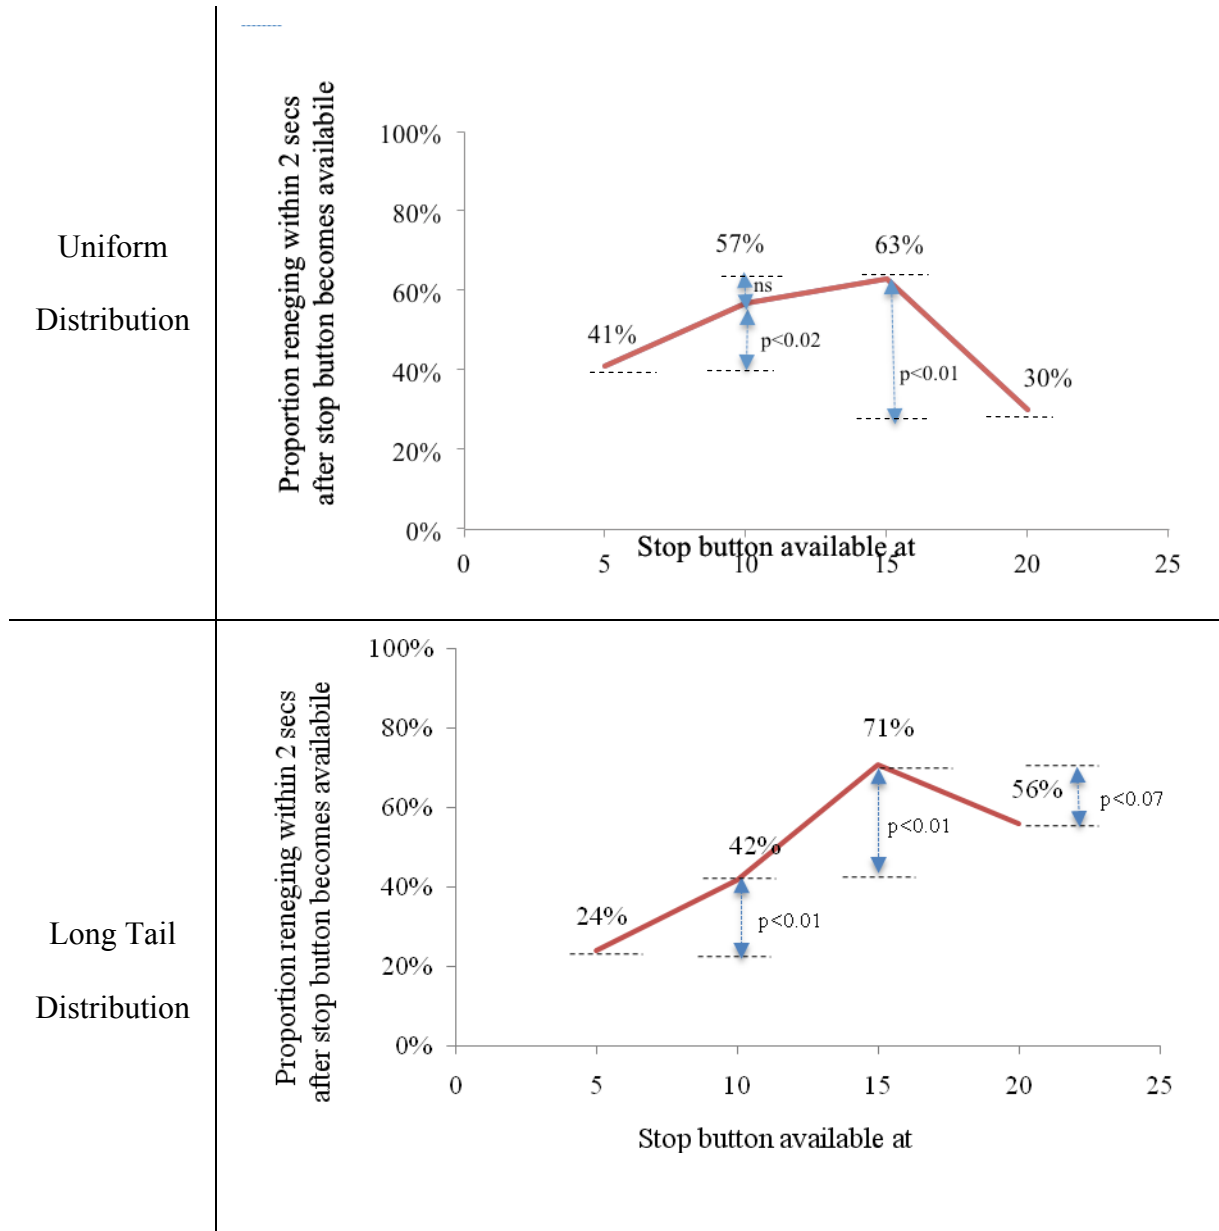 Uniform
Distribution
Proportion reneging within 2 secs
after stop button becomes availabile
100%
80%
60%
40%
20%
0%
41%
57%
63%
30%
ns
p<0.02
p<0.01
Stop button available at
0
5
10
15
20
25
Long Tail
Distribution
Proportion reneging within 2 secs
after stop button becomes availabile
100%
80%
60%
40%
20%
0%
24%
42%
71%
56%
p<0.01
p<0.01
p<0.07
0
5
10
15
20
25
Stop button available at